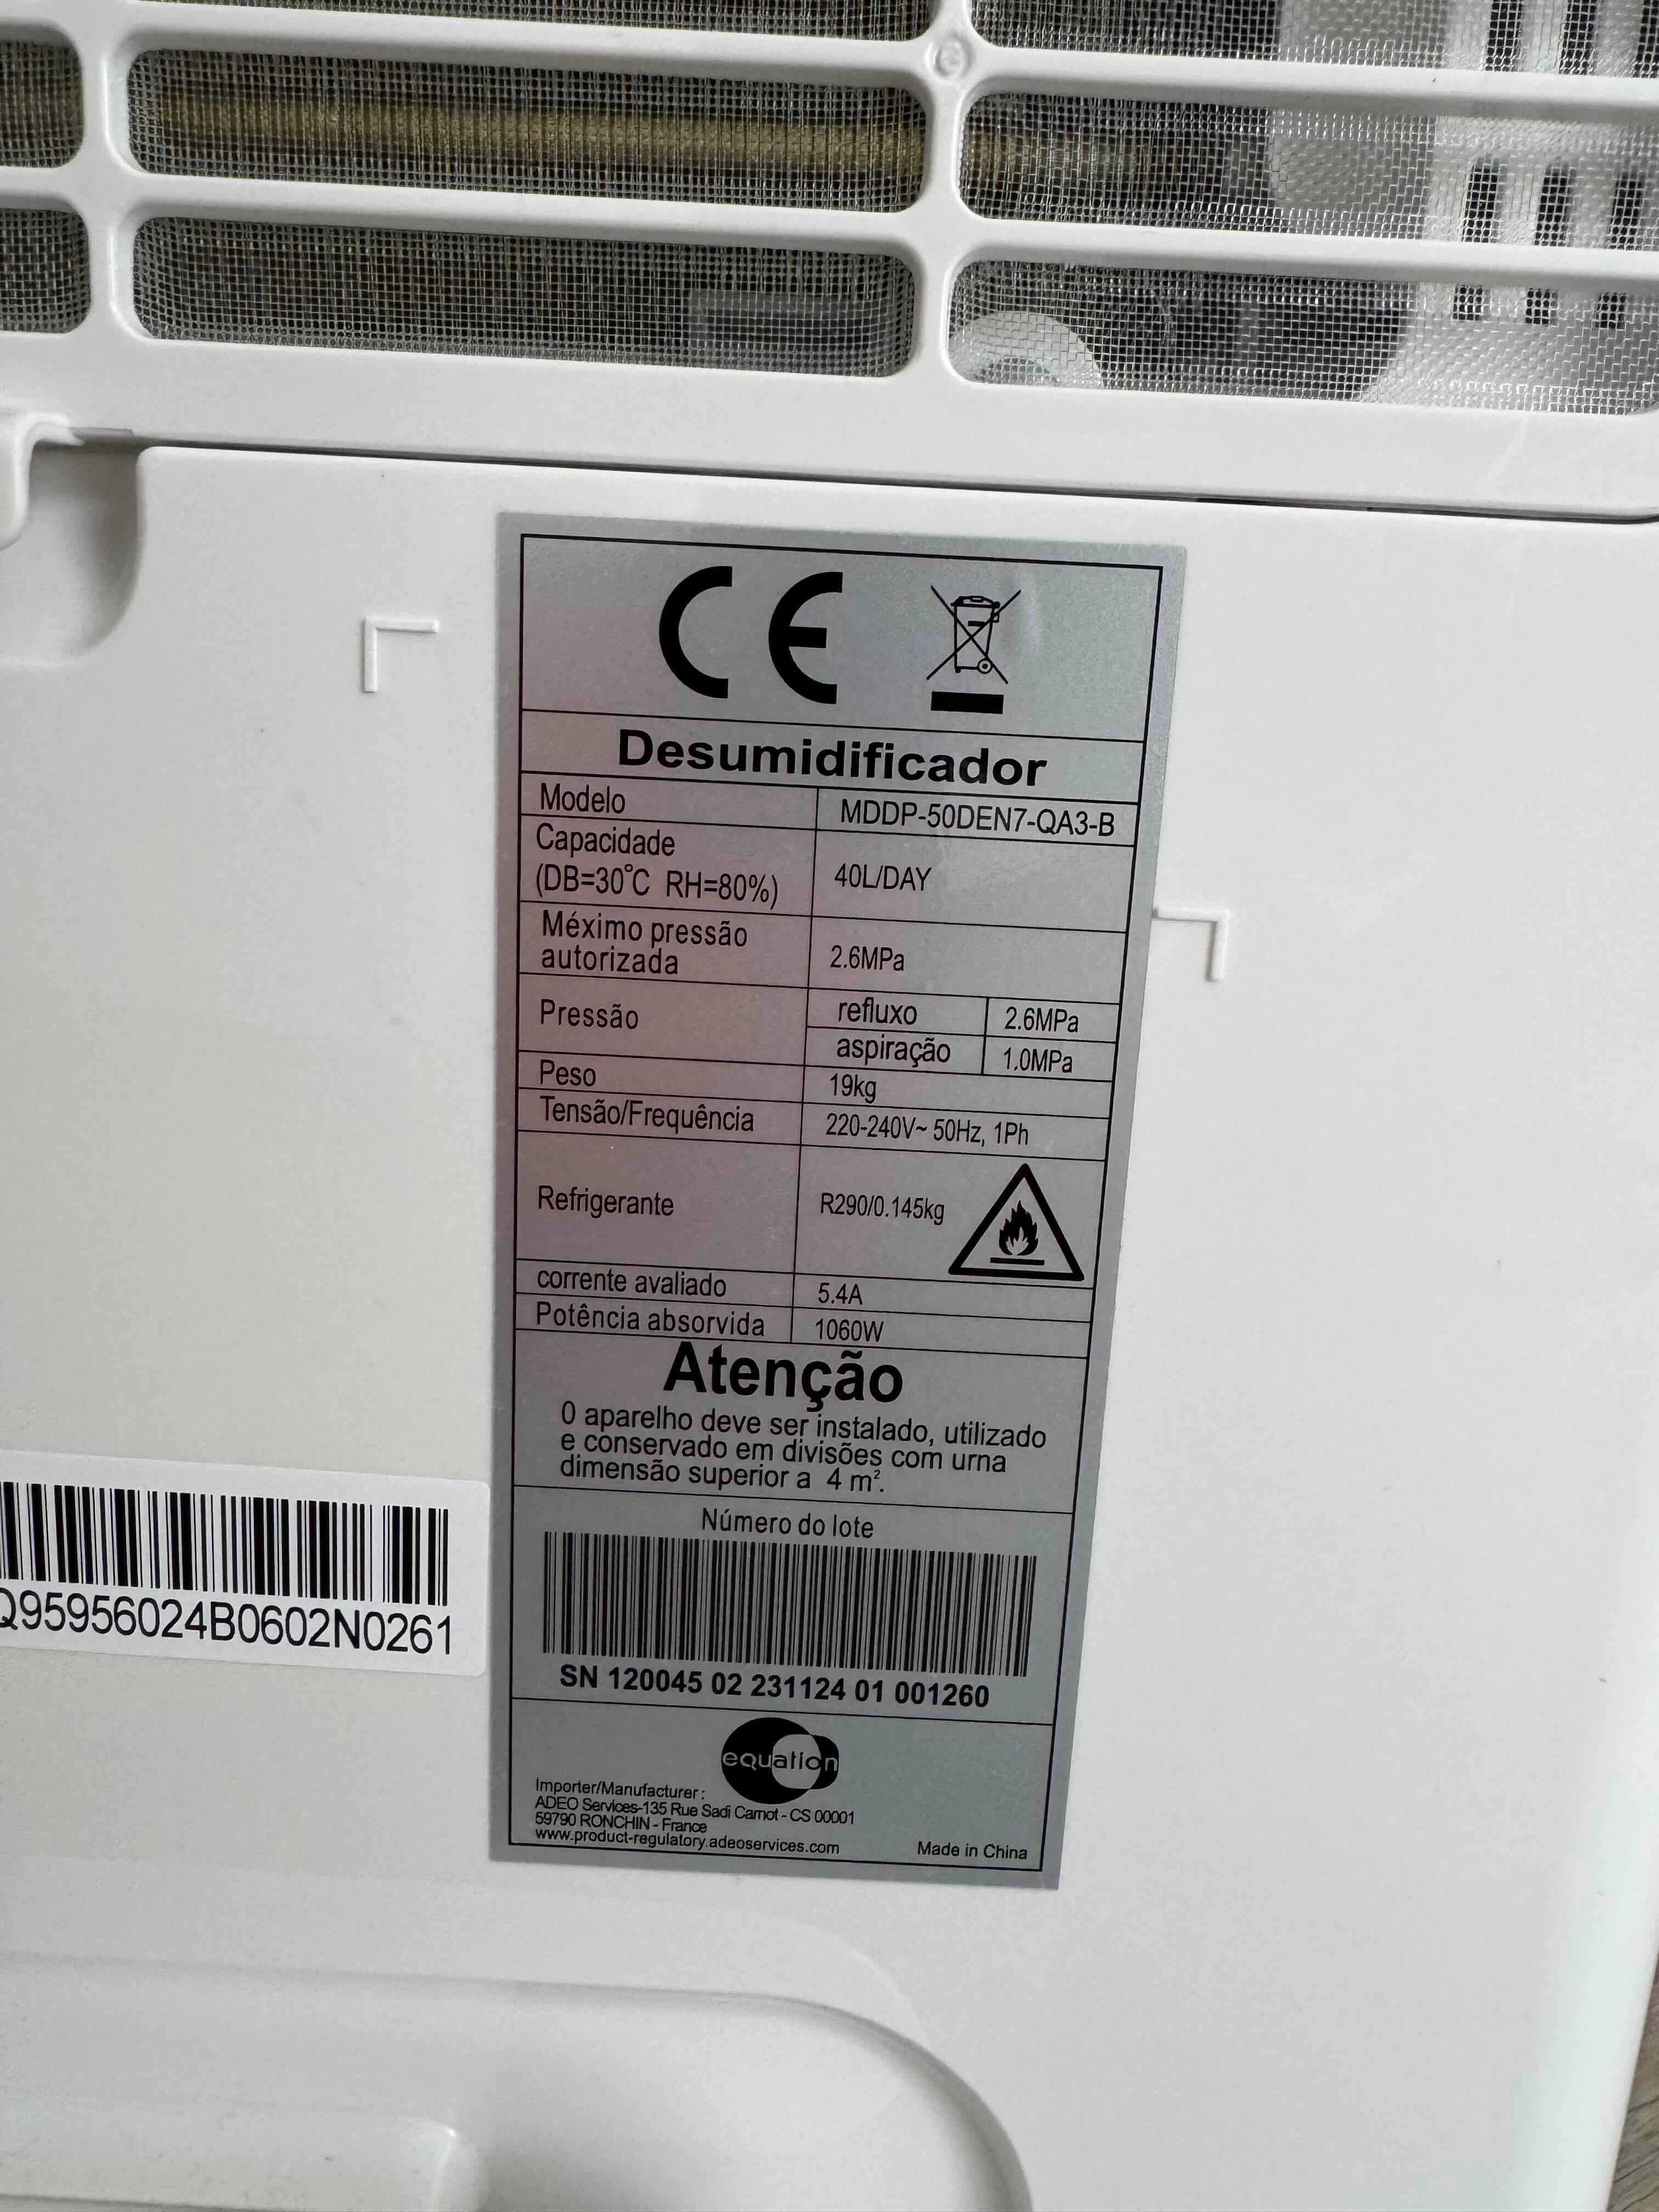 CE
Desumidificador
Modelo MDDP-50DEN7-QA3-B
Capacidade
(DB=30°C RH=80%) 40L/DAY
Méximo pressão
autorizada 2.6MPa
Pressão refluxo 2.6MPa
aspiração 1.0MPa
Peso 19kg
Tensão/Frequência 220-240V~ 50Hz, 1Ph
Refrigerante R290/0.145kg
corrente avaliado 5.4A
Potência absorvida 1060W
Atenção
O aparelho deve ser instalado, utilizado
e conservado em divisões com urna
dimensão superior a 4 m².
Número do lote
SN 120045 02 231124 01 001260
equation
Importer/Manufacturer :
ADEO Services-135 Rue Sadi Carnot - CS 00001
59790 RONCHIN - France
www.product-regulatory.adeoservices.com Made in China
Q95956024B0602N0261